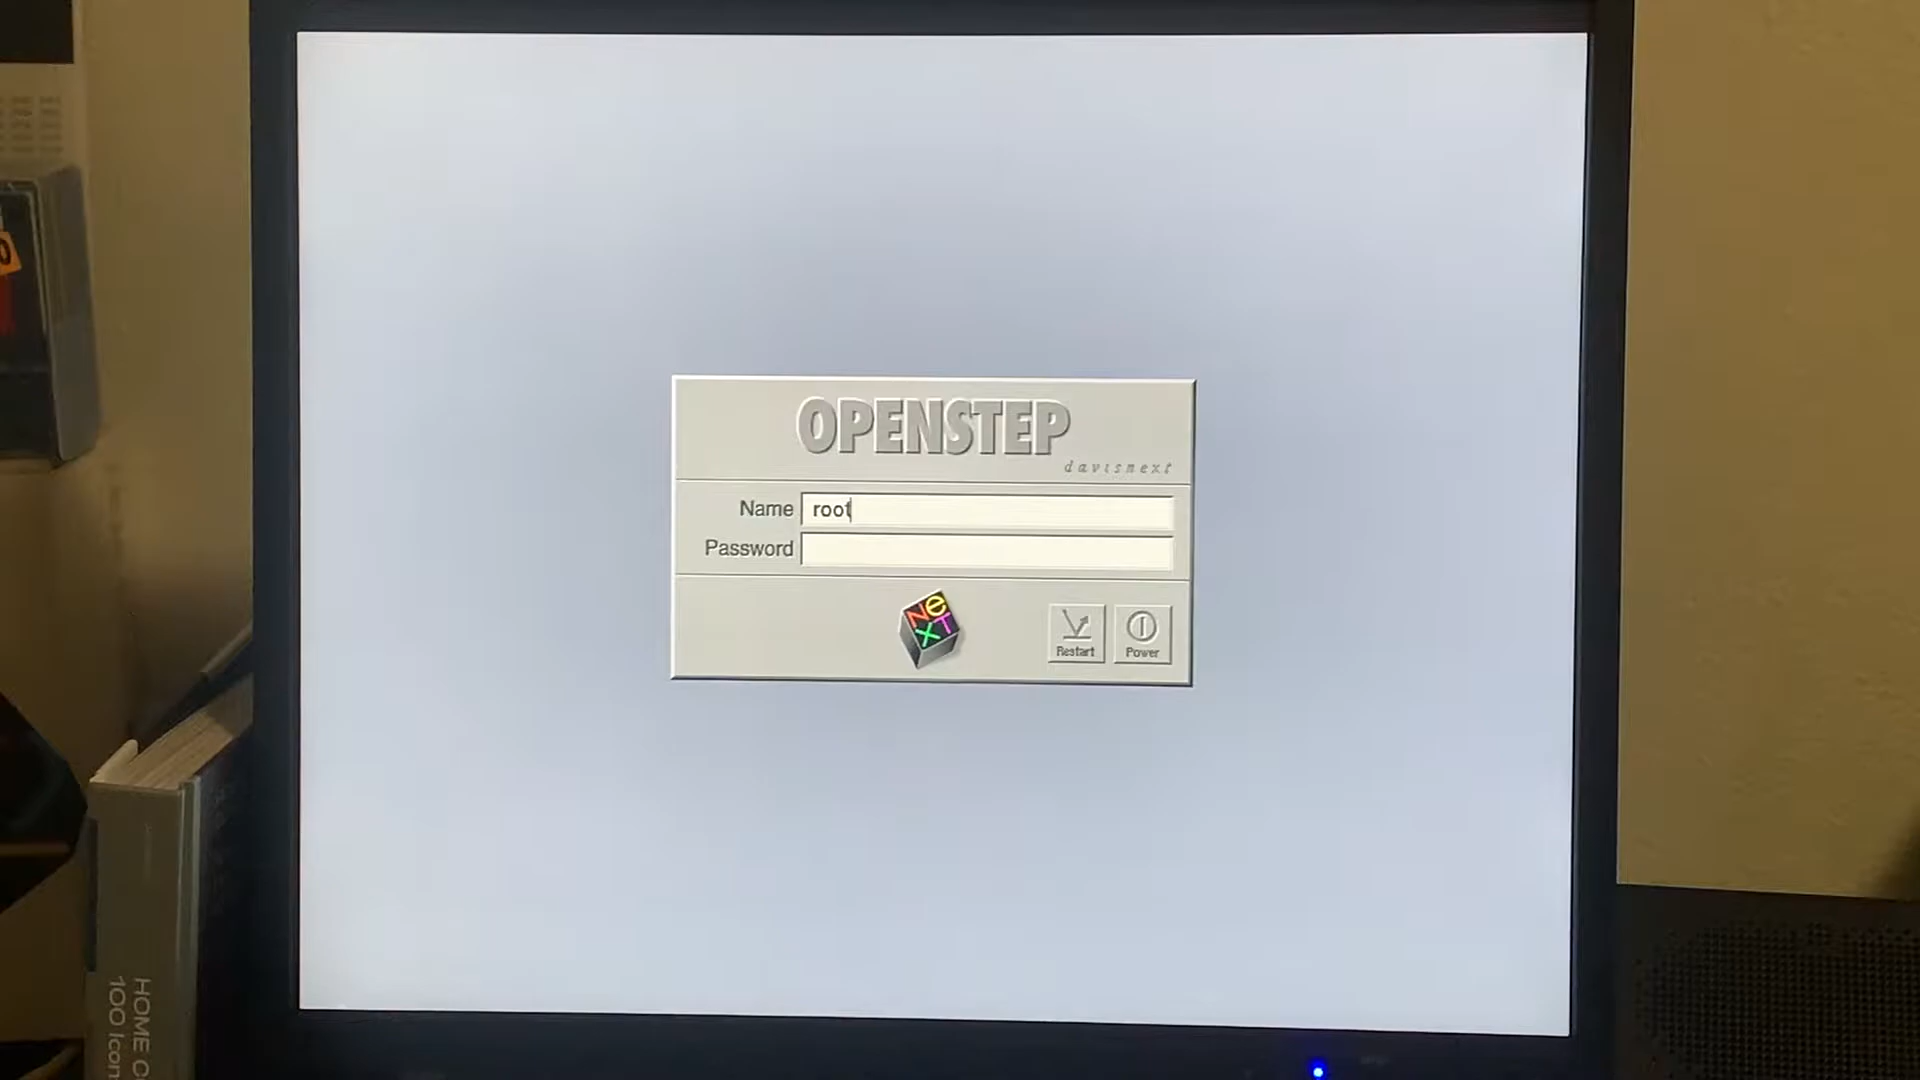 OPENSTEP
davisnext
Name root
Password
NeXT
Restart
Power
HOME
100 Icon